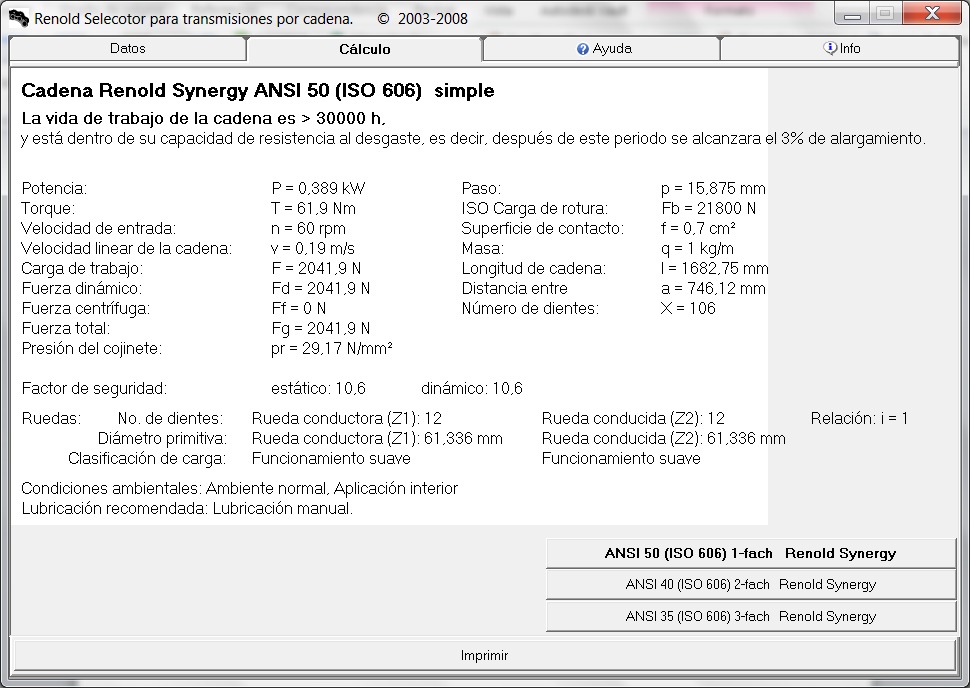 Renold Selecotor para transmisiones por cadena. © 2003-2008
Datos Cálculo Ayuda Info
Cadena Renold Synergy ANSI 50 (ISO 606) simple
La vida de trabajo de la cadena es > 30000 h,
y está dentro de su capacidad de resistencia al desgaste, es decir, después de este periodo se alcanzara el 3% de alargamiento.
Potencia: P = 0,389 kW Paso: p = 15,875 mm
Torque: T = 61,9 Nm ISO Carga de rotura: Fb = 21800 N
Velocidad de entrada: n = 60 rpm Superficie de contacto: f = 0,7 cm²
Velocidad linear de la cadena: v = 0,19 m/s Masa: q = 1 kg/m
Carga de trabajo: F = 2041,9 N Longitud de cadena: l = 1682,75 mm
Fuerza dinámico: Fd = 2041,9 N Distancia entre a = 746,12 mm
Fuerza centrífuga: Ff = 0 N Número de dientes: X = 106
Fuerza total: Fg = 2041,9 N
Presión del cojinete: pr = 29,17 N/mm²
Factor de seguridad: estático: 10,6 dinámico: 10,6
Ruedas: No. de dientes: Rueda conductora (Z1): 12 Rueda conducida (Z2): 12 Relación: i = 1
Diámetro primitiva: Rueda conductora (Z1): 61,336 mm Rueda conducida (Z2): 61,336 mm
Clasificación de carga: Funcionamiento suave Funcionamiento suave
Condiciones ambientales: Ambiente normal, Aplicación interior
Lubricación recomendada: Lubricación manual.
ANSI 50 (ISO 606) 1-fach Renold Synergy
ANSI 40 (ISO 606) 2-fach Renold Synergy
ANSI 35 (ISO 606) 3-fach Renold Synergy
Imprimir